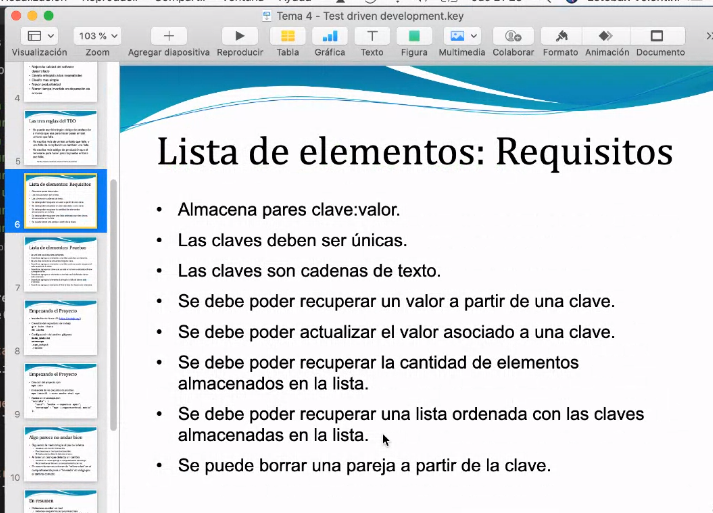 Tema 4 - Test driven development.key
103 %
Visualización
Zoom
Agregar diapositiva
Reproducir
Tabla
Gráfica
Texto
Figura
Multimedia
Colaborar
Formato
Animación
Documento
4
Las tres reglas del TDD
5
Lista de elementos: Requisitos
6
Lista de elementos: Pruebas
7
Empezando el Proyecto
8
Empezando el Proyecto
9
Algo parece no andar bien
10
Lista de elementos: Requisitos
• Almacena pares clave:valor.
• Las claves deben ser únicas.
• Las claves son cadenas de texto.
• Se debe poder recuperar un valor a partir de una clave.
• Se debe poder actualizar el valor asociado a una clave.
• Se debe poder recuperar la cantidad de elementos
almacenados en la lista.
• Se debe poder recuperar una lista ordenada con las claves
almacenadas en la lista.
• Se puede borrar una pareja a partir de la clave.